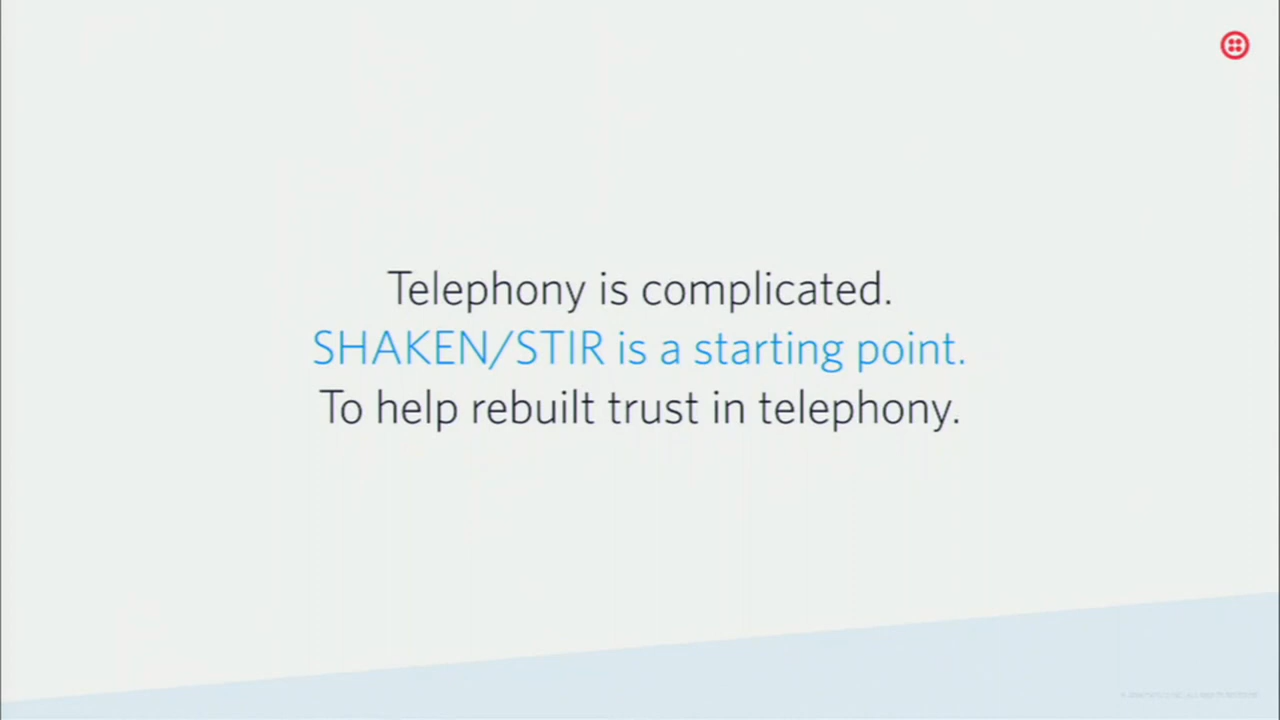 Telephony is complicated.
SHAKEN/STIR is a starting point.
To help rebuilt trust in telephony.